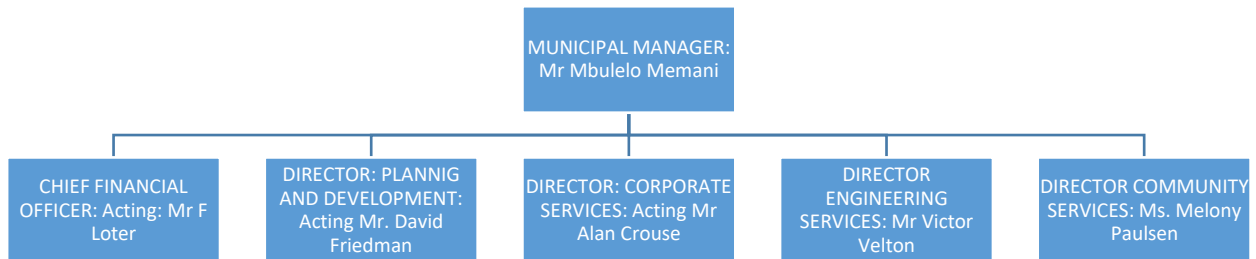 MUNICIPAL MANAGER:
Mr Mbulelo Memani
CHIEF FINANCIAL
OFFICER: Acting: Mr F
Loter
DIRECTOR: PLANNIG
AND DEVELOPMENT:
Acting Mr. David
Friedman
DIRECTOR: CORPORATE
SERVICES: Acting Mr
Alan Crouse
DIRECTOR
ENGINEERING
SERVICES: Mr Victor
Velton
DIRECTOR COMMUNITY
SERVICES: Ms. Melony
Paulsen